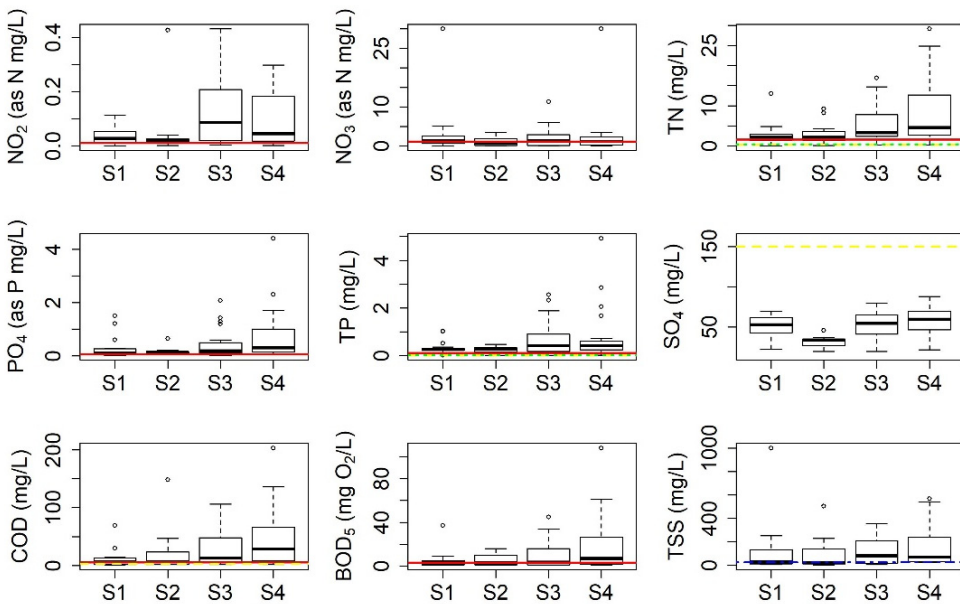 NO₂ (as N mg/L)
0.0 0.2 0.4
S1 S2 S3 S4
NO₃ (as N mg/L)
0 10 25
S1 S2 S3 S4
TN (mg/L)
0 10 25
S1 S2 S3 S4
PO₄ (as P mg/L)
0 2 4
S1 S2 S3 S4
TP (mg/L)
0 2 4
S1 S2 S3 S4
SO₄ (mg/L)
50 150
S1 S2 S3 S4
COD (mg/L)
0 100 200
S1 S2 S3 S4
BOD₅ (mg O₂/L)
0 40 80
S1 S2 S3 S4
TSS (mg/L)
0 400 1000
S1 S2 S3 S4